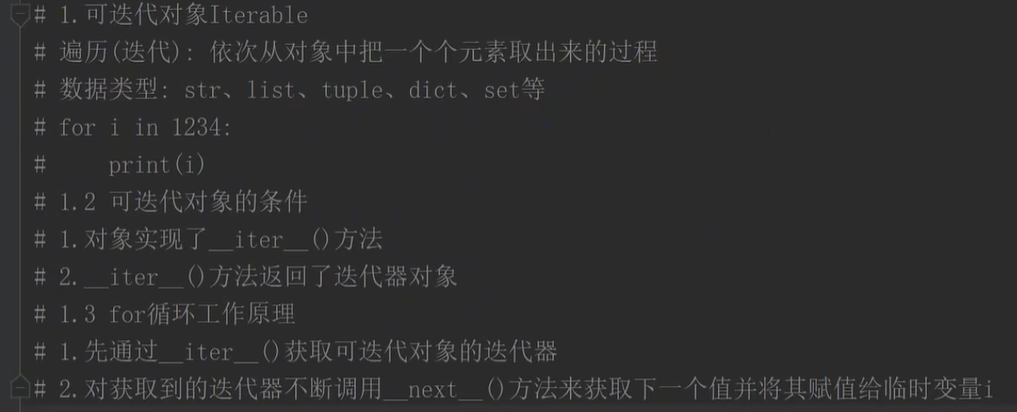 # 1.可迭代对象Iterable
# 遍历(迭代): 依次从对象中把一个个元素取出来的过程
# 数据类型: str、list、tuple、dict、set等
# for i in 1234:
#     print(i)
# 1.2 可迭代对象的条件
# 1.对象实现了__iter__()方法
# 2.__iter__()方法返回了迭代器对象
# 1.3 for循环工作原理
# 1.先通过__iter__()获取可迭代对象的迭代器
# 2.对获取到的迭代器不断调用__next__()方法来获取下一个值并将其赋值给临时变量i